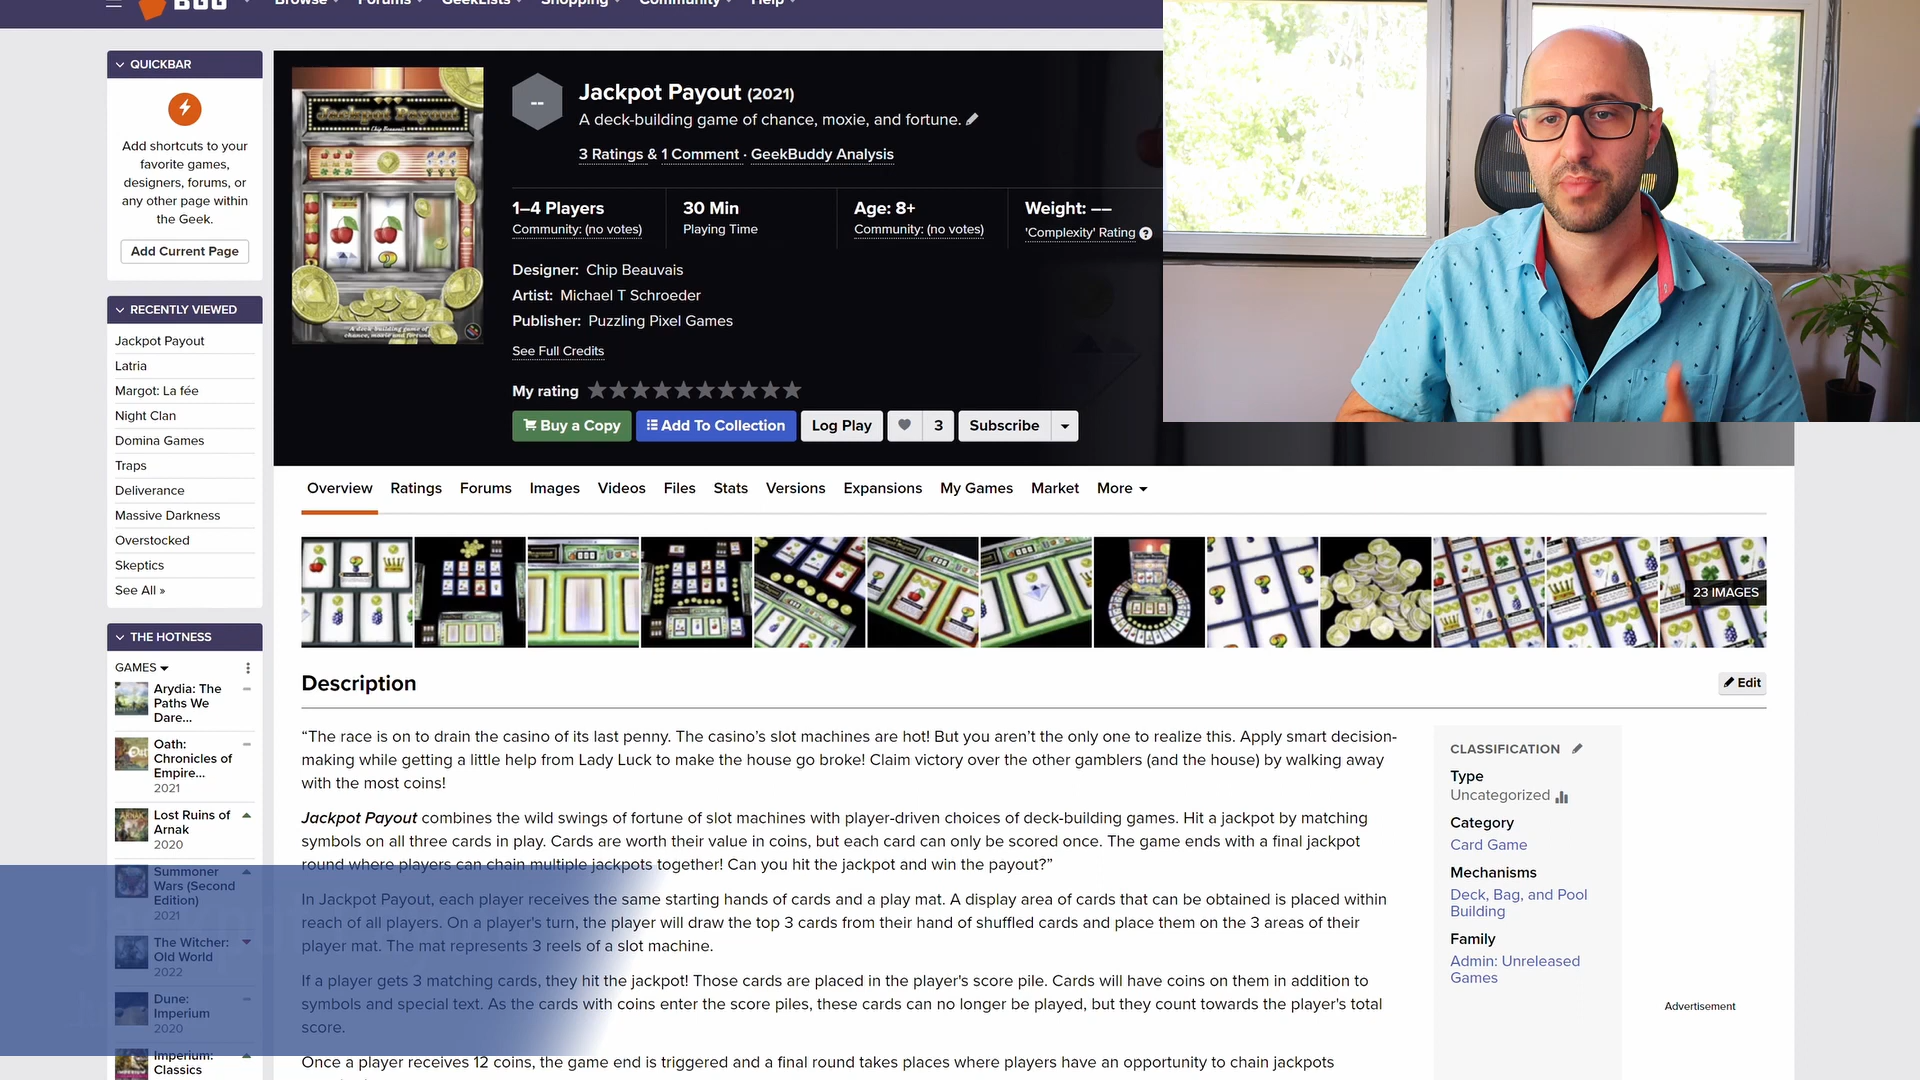 BGG
Browse Forums GeekLists Shopping Community Help
QUICKBAR
Add shortcuts to your
favorite games,
designers, forums, or
any other page within
the Geek.
Add Current Page
RECENTLY VIEWED
Jackpot Payout
Latria
Margot: La fée
Night Clan
Domina Games
Traps
Deliverance
Massive Darkness
Overstocked
Skeptics
See All »
THE HOTNESS
GAMES
Arydia: The
Paths We
Dare...
Oath:
Chronicles of
Empire...
2021
Lost Ruins of
Arnak
2020
Summoner
Wars (Second
Edition)
2021
The Witcher:
Old World
2022
Dune:
Imperium
2020
Imperium:
Classics
Jackpot Payout
Chip Beauvais
--
Jackpot Payout (2021)
A deck-building game of chance, moxie, and fortune.
3 Ratings & 1 Comment · GeekBuddy Analysis
1–4 Players
Community: (no votes)
30 Min
Playing Time
Age: 8+
Community: (no votes)
Weight: ––
'Complexity' Rating ?
Designer: Chip Beauvais
Artist: Michael T Schroeder
Publisher: Puzzling Pixel Games
See Full Credits
My rating
Buy a Copy Add To Collection Log Play 3 Subscribe
Overview Ratings Forums Images Videos Files Stats Versions Expansions My Games Market More
23 IMAGES
Description
Edit
“The race is on to drain the casino of its last penny. The casino’s slot machines are hot! But you aren’t the only one to realize this. Apply smart decision-
making while getting a little help from Lady Luck to make the house go broke! Claim victory over the other gamblers (and the house) by walking away
with the most coins!
Jackpot Payout combines the wild swings of fortune of slot machines with player-driven choices of deck-building games. Hit a jackpot by matching
symbols on all three cards in play. Cards are worth their value in coins, but each card can only be scored once. The game ends with a final jackpot
round where players can chain multiple jackpots together! Can you hit the jackpot and win the payout?”
In Jackpot Payout, each player receives the same starting hands of cards and a play mat. A display area of cards that can be obtained is placed within
reach of all players. On a player's turn, the player will draw the top 3 cards from their hand of shuffled cards and place them on the 3 areas of their
player mat. The mat represents 3 reels of a slot machine.
If a player gets 3 matching cards, they hit the jackpot! Those cards are placed in the player's score pile. Cards will have coins on them in addition to
symbols and special text. As the cards with coins enter the score piles, these cards can no longer be played, but they count towards the player's total
score.
Once a player receives 12 coins, the game end is triggered and a final round takes places where players have an opportunity to chain jackpots
CLASSIFICATION
Type
Uncategorized
Category
Card Game
Mechanisms
Deck, Bag, and Pool
Building
Family
Admin: Unreleased
Games
Advertisement